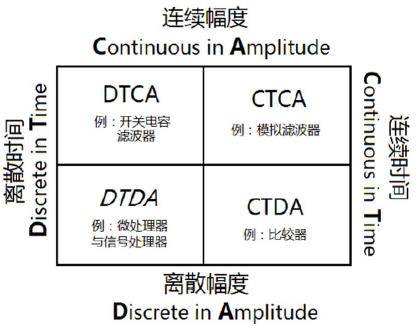 连续幅度
Continuous in Amplitude
离散时间
Discrete in Time
DTCA
例：开关电容
滤波器
CTCA
例：模拟滤波器
DTDA
例：微处理器
与信号处理器
CTDA
例：比较器
连续时间
Continuous in Time
离散幅度
Discrete in Amplitude